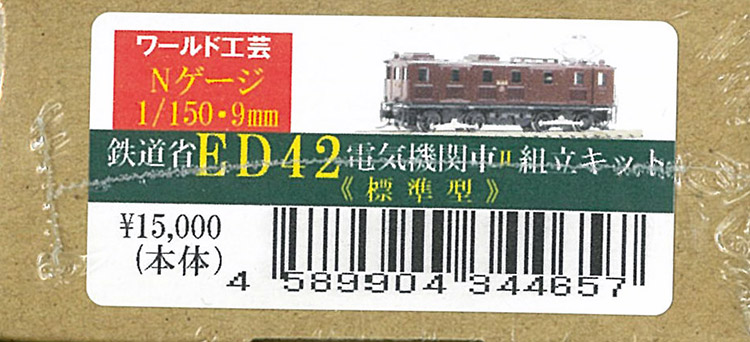 ワールド工芸
Nゲージ
1/150・9mm
鉄道省ED42電気機関車Ⅱ組立キット
《標準型》
¥15,000
(本体)
4 589904 344657